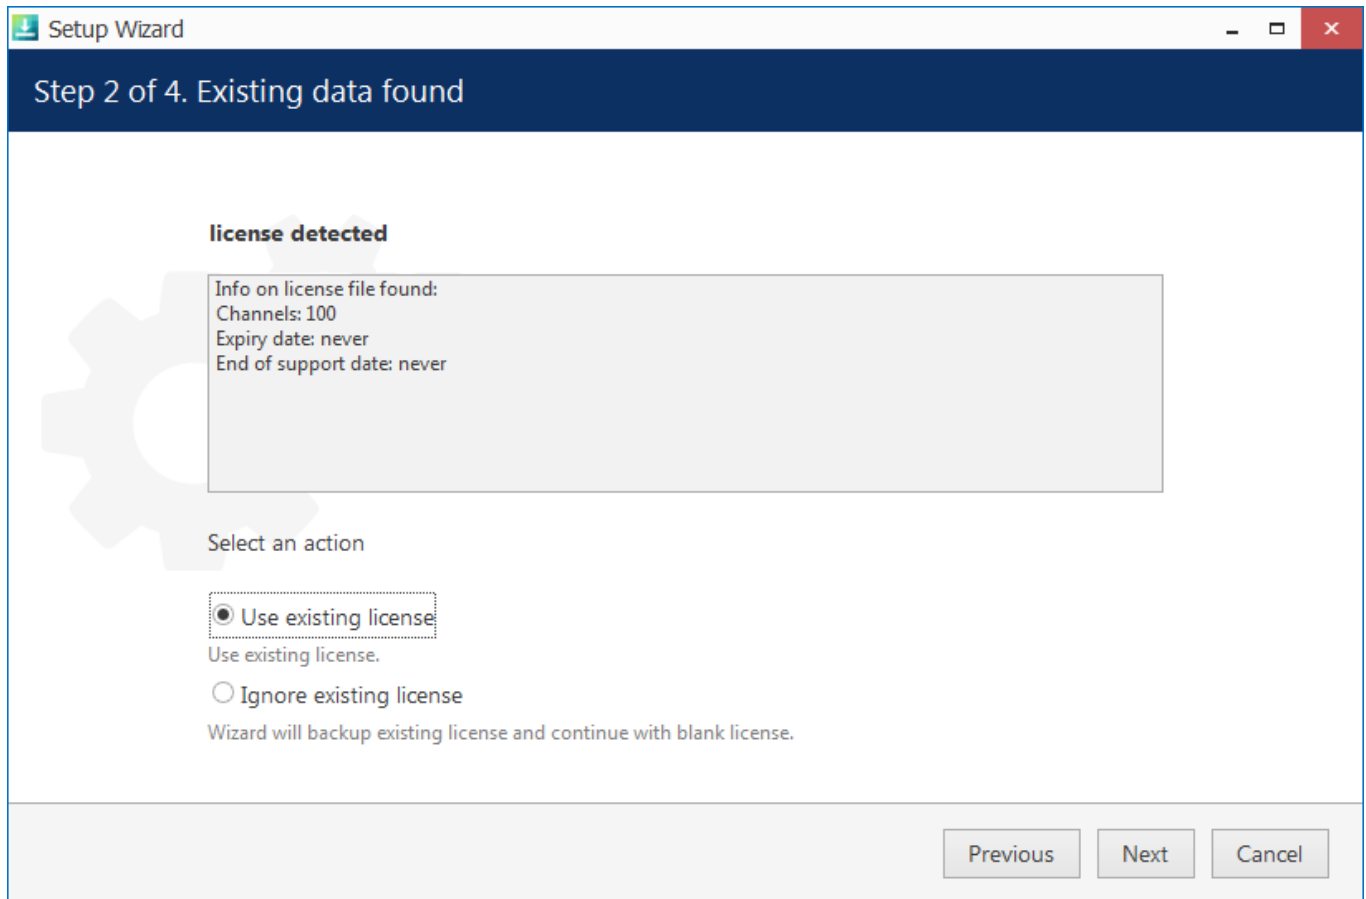 Setup Wizard
Step 2 of 4. Existing data found
license detected
Info on license file found:
Channels: 100
Expiry date: never
End of support date: never
Select an action
Use existing license
Use existing license.
Ignore existing license
Wizard will backup existing license and continue with blank license.
Previous Next Cancel